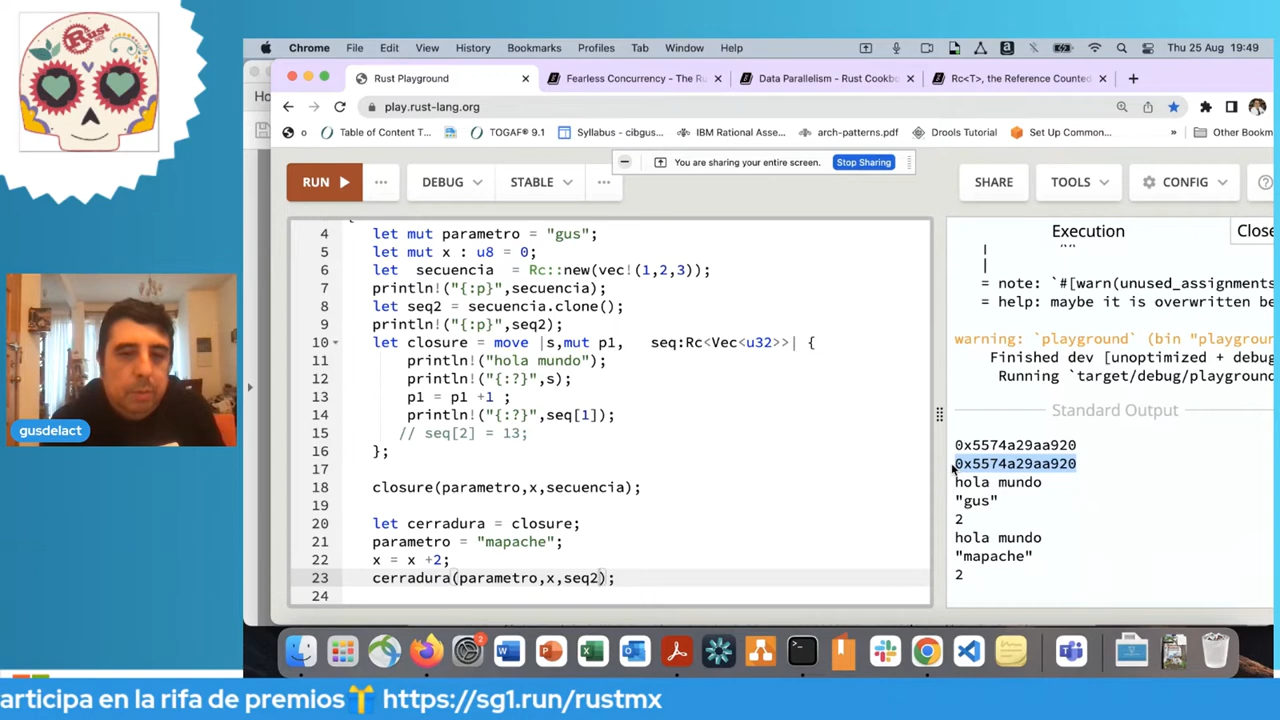 Rust
MX
Chrome File Edit View History Bookmarks Profiles Tab Window Help
Thu 25 Aug 19:49
Rust Playground
Fearless Concurrency - The Ru
Data Parallelism - Rust Cookbo
Rc<T>, the Reference Counted
play.rust-lang.org
o
Table of Content T...
TOGAF® 9.1
Syllabus - cibgus...
IBM Rational Asse...
arch-patterns.pdf
Drools Tutorial
Set Up Common...
»
Other Bookm
Ho
You are sharing your entire screen. Stop Sharing
RUN
DEBUG
STABLE
SHARE
TOOLS
CONFIG
4 let mut parametro = "gus";
5 let mut x : u8 = 0;
6 let  secuencia  = Rc::new(vec!(1,2,3));
7 println!("{:p}",secuencia);
8 let seq2 = secuencia.clone();
9 println!("{:p}",seq2);
10 let closure = move |s,mut p1,   seq:Rc<Vec<u32>>| {
11 println!("hola mundo");
12 println!("{:?}",s);
13 p1 = p1 +1 ;
14 println!("{:?}",seq[1]);
15 // seq[2] = 13;
16 };
17
18 closure(parametro,x,secuencia);
19
20 let cerradura = closure;
21 parametro = "mapache";
22 x = x +2;
23 cerradura(parametro,x,seq2);
24
Execution
Close
|     ^^
|
= note: `#[warn(unused_assignments
= help: maybe it is overwritten be
warning: `playground` (bin "playgroun
Finished dev [unoptimized + debug
Running `target/debug/playground
Standard Output
0x5574a29aa920
0x5574a29aa920
hola mundo
"gus"
2
hola mundo
"mapache"
2
gusdelact
2
articipa en la rifa de premios🎁 https://sg1.run/rustmx